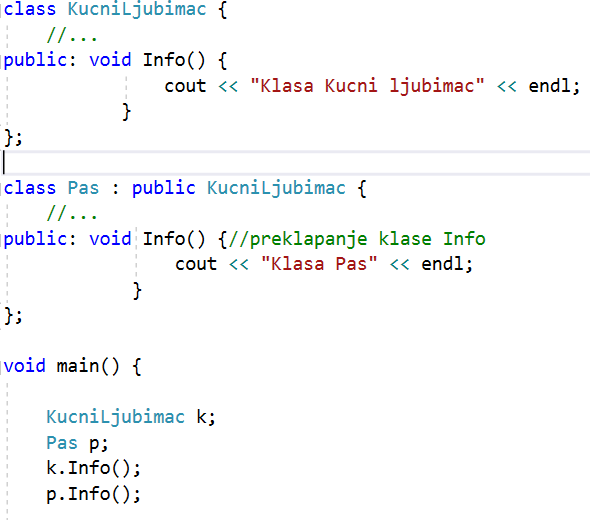 class KucniLjubimac {
//...
public: void Info() {
cout << "Klasa Kucni ljubimac" << endl;
}
};
class Pas : public KucniLjubimac {
//...
public: void Info() {//preklapanje klase Info
cout << "Klasa Pas" << endl;
}
};
void main() {
KucniLjubimac k;
Pas p;
k.Info();
p.Info();